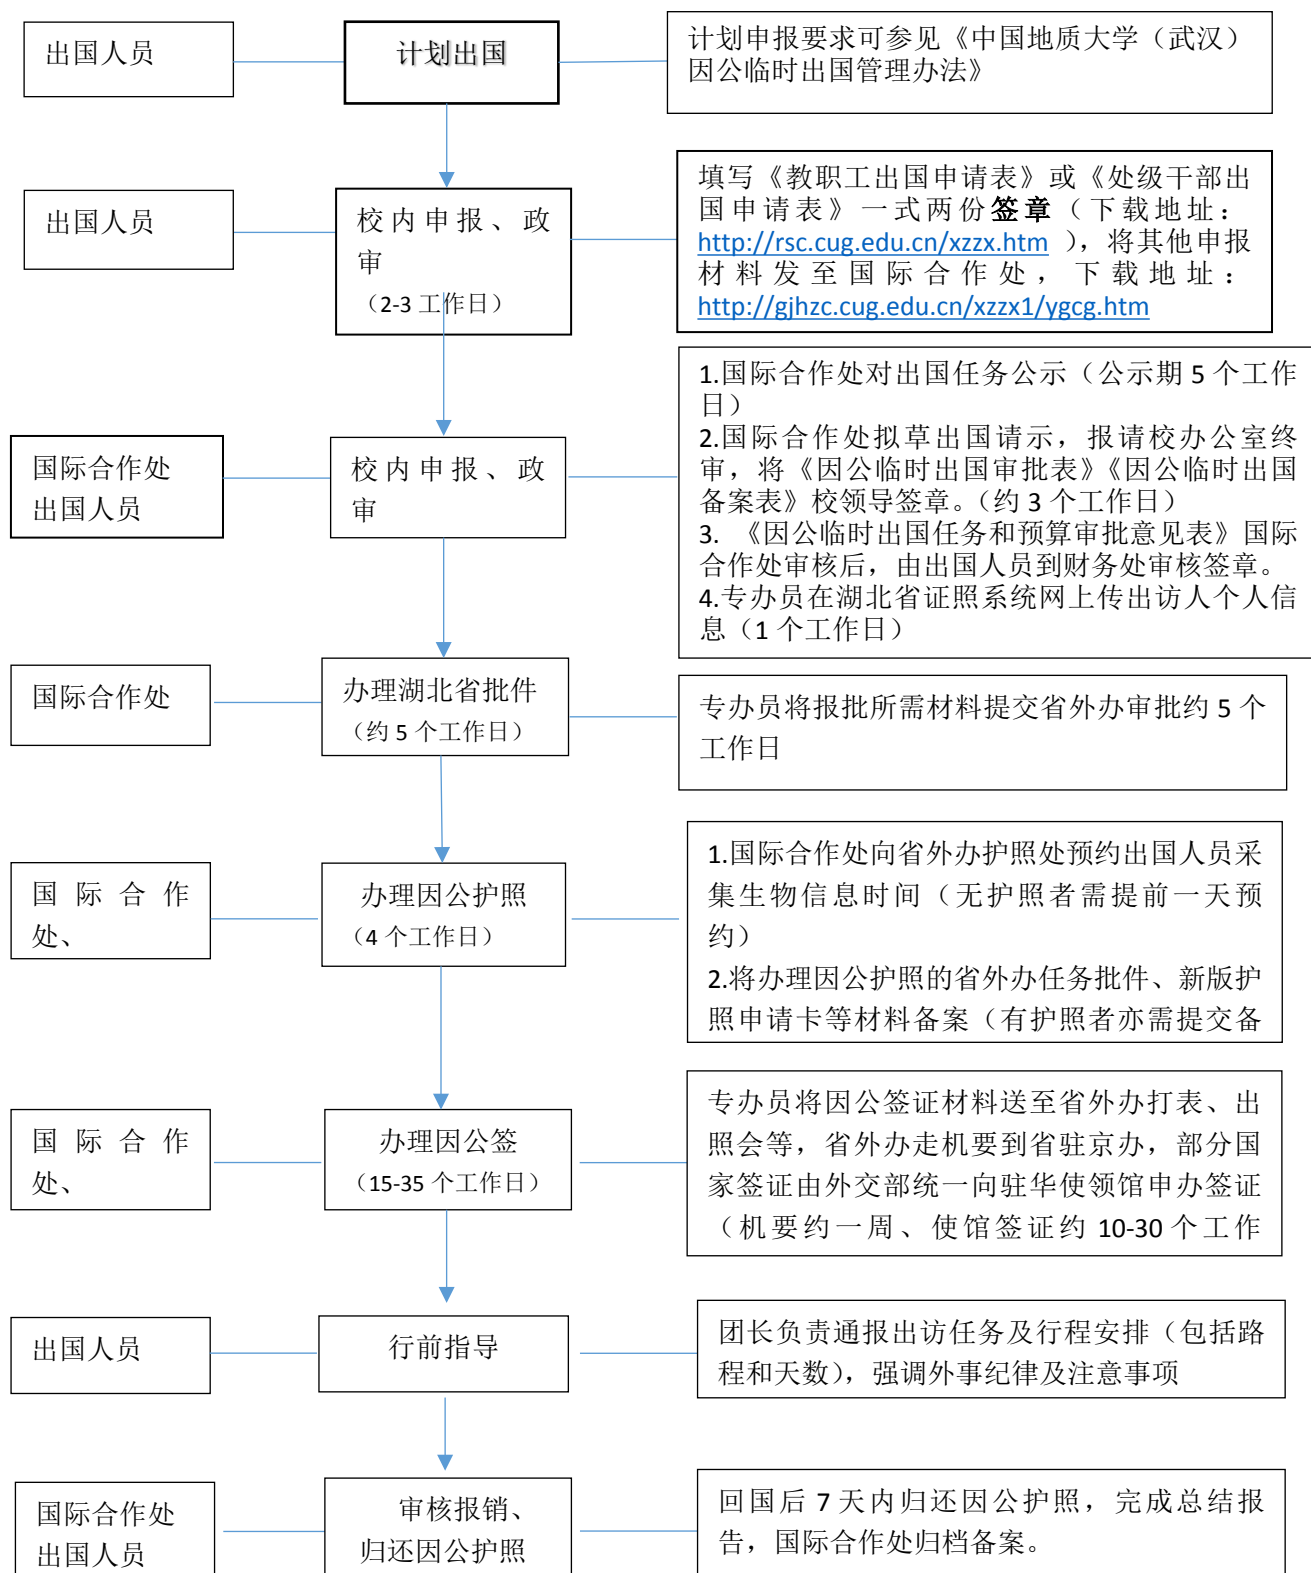 出国人员
计划出国
计划申报要求可参见《中国地质大学（武汉）
因公临时出国管理办法》
出国人员
校内申报、政
审
（2-3 工作日）
填写《教职工出国申请表》或《处级干部出
国申请表》一式两份签章（下载地址：
http://rsc.cug.edu.cn/xzzx.htm ），将其他申报
材料发至国际合作处，下载地址：
http://gjhzc.cug.edu.cn/xzzx1/ygcg.htm
国际合作处
出国人员
校内申报、政
审
1.国际合作处对出国任务公示（公示期 5 个工作
日）
2.国际合作处拟草出国请示，报请校办公室终
审，将《因公临时出国审批表》《因公临时出国
备案表》校领导签章。（约 3 个工作日）
3. 《因公临时出国任务和预算审批意见表》国际
合作处审核后，由出国人员到财务处审核签章。
4.专办员在湖北省证照系统网上传出访人个人信
息（1 个工作日）
国际合作处
办理湖北省批件
（约 5 个工作日）
专办员将报批所需材料提交省外办审批约 5 个
工作日
国际合作
处、
办理因公护照
（4 个工作日）
1.国际合作处向省外办护照处预约出国人员采
集生物信息时间（无护照者需提前一天预
约）
2.将办理因公护照的省外办任务批件、新版护
照申请卡等材料备案（有护照者亦需提交备
国际合作
处、
办理因公签
（15-35 个工作日）
专办员将因公签证材料送至省外办打表、出
照会等，省外办走机要到省驻京办，部分国
家签证由外交部统一向驻华使领馆申办签证
（机要约一周、使馆签证约 10-30 个工作
出国人员
行前指导
团长负责通报出访任务及行程安排（包括路
程和天数），强调外事纪律及注意事项
国际合作处
出国人员
审核报销、
归还因公护照
回国后 7 天内归还因公护照，完成总结报
告，国际合作处归档备案。